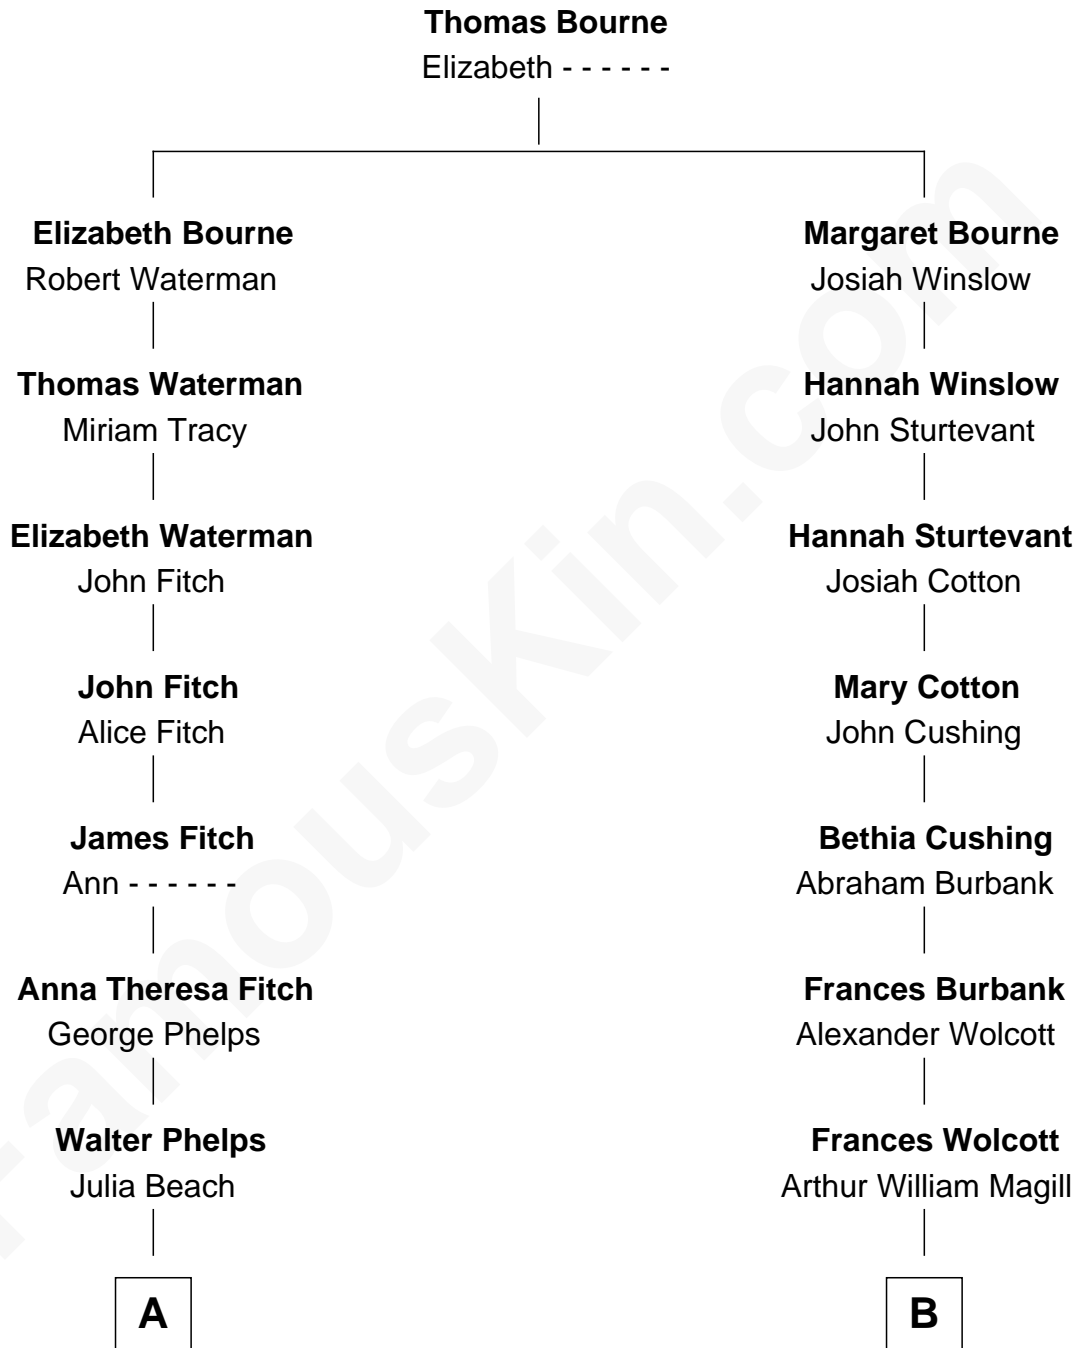 Thomas Bourne
Elizabeth - - - - - -
Elizabeth Bourne
Robert Waterman
Margaret Bourne
Josiah Winslow
Thomas Waterman
Miriam Tracy
Hannah Winslow
John Sturtevant
Elizabeth Waterman
John Fitch
Hannah Sturtevant
Josiah Cotton
John Fitch
Alice Fitch
Mary Cotton
John Cushing
James Fitch
Ann - - - - - -
Bethia Cushing
Abraham Burbank
Anna Theresa Fitch
George Phelps
Frances Burbank
Alexander Wolcott
Walter Phelps
Julia Beach
Frances Wolcott
Arthur William Magill
A
B
FamousKin.com